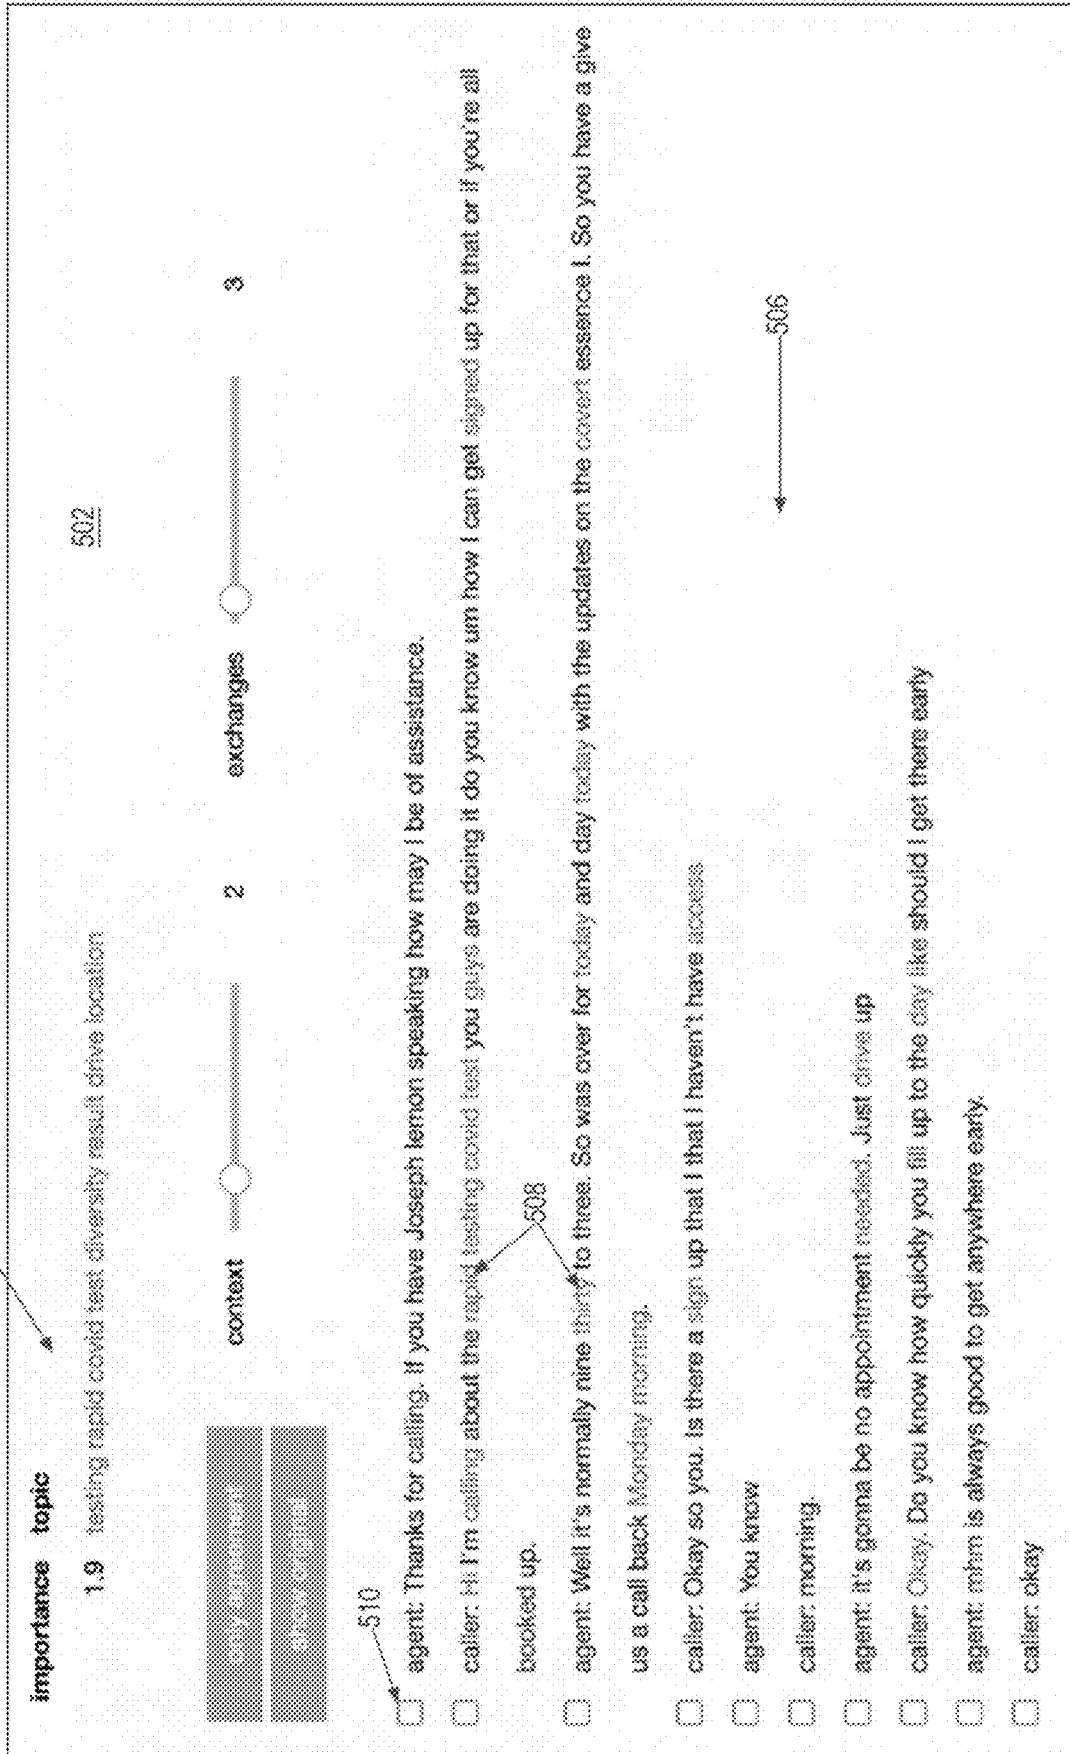 importance topic
1.9 testing rapid covid test diversity result drive location
502
context 2 exchanges 3
510
agent: Thanks for calling. If you have Joseph lemon speaking how may I be of assistance.
caller: Hi I'm calling about the rapid testing covid test you guys are doing it do you know um how I can get signed up for that or if you're all
booked up.
508
agent: Well it's normally nine thirty to three. So was over for today and day today with the updates on the covert essence I. So you have a give
us a call back Monday morning.
caller: Okay so you. Is there a sign up that I that I haven't have access
agent: You know
506
caller: morning.
agent: it's gonna be no appointment needed. Just drive up
caller: Okay. Do you know how quickly you fill up to the day like should I get there early
agent: mhm is always good to get anywhere early.
caller: okay